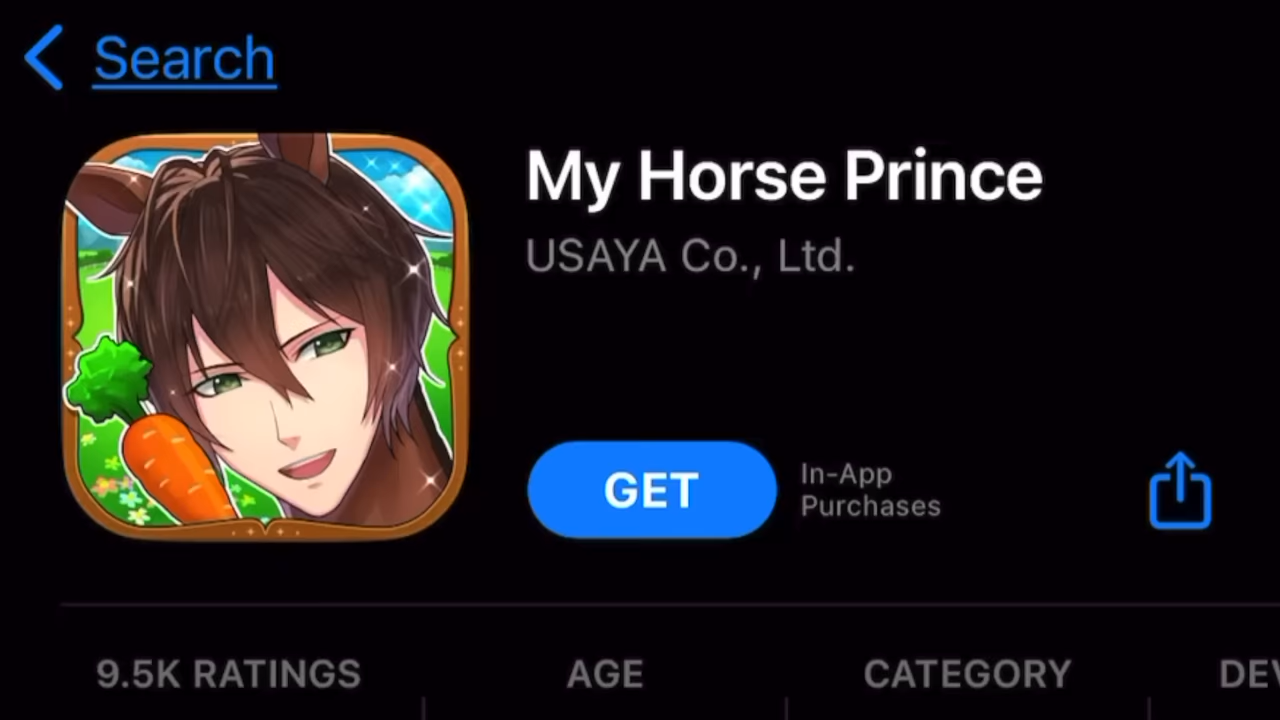 Search
My Horse Prince
USAYA Co., Ltd.
GET
In-App
Purchases
9.5K RATINGS
AGE
CATEGORY